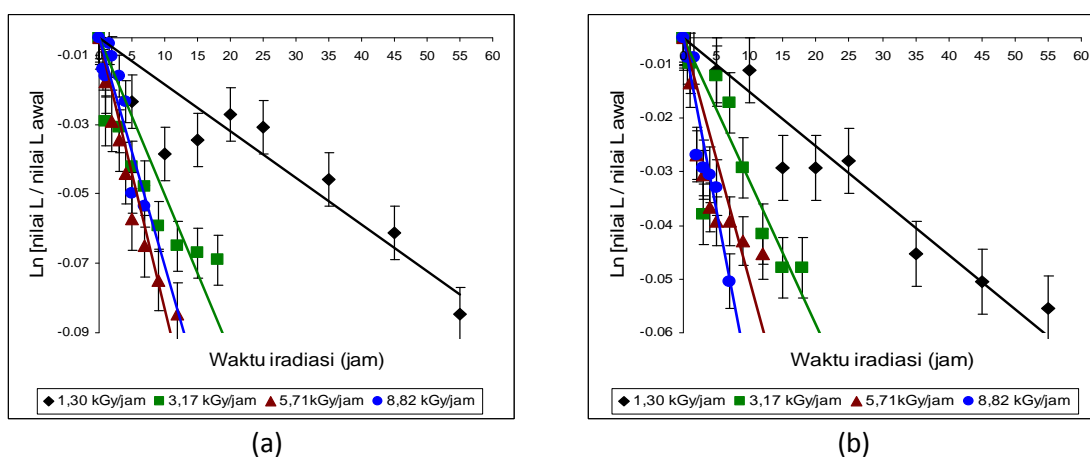 -0.01
-0.03
-0.05
-0.07
-0.09
0 5 10 15 20 25 30 35 40 45 50 55 60
Ln [nilai L / nilai L awal
Waktu iradiasi (jam)
1,30 kGy/jam 3,17 kGy/jam 5,71kGy/jam 8,82 kGy/jam
(a)
-0.01
-0.02
-0.03
-0.04
-0.05
-0.06
0 5 10 15 20 25 30 35 40 45 50 55 60
Ln [nilai L / nilai L awal
Waktu iradiasi (jam)
1,30 kGy/jam 3,17 kGy/jam 5,71 kGy/jam 8,82 kGy/jam
(b)